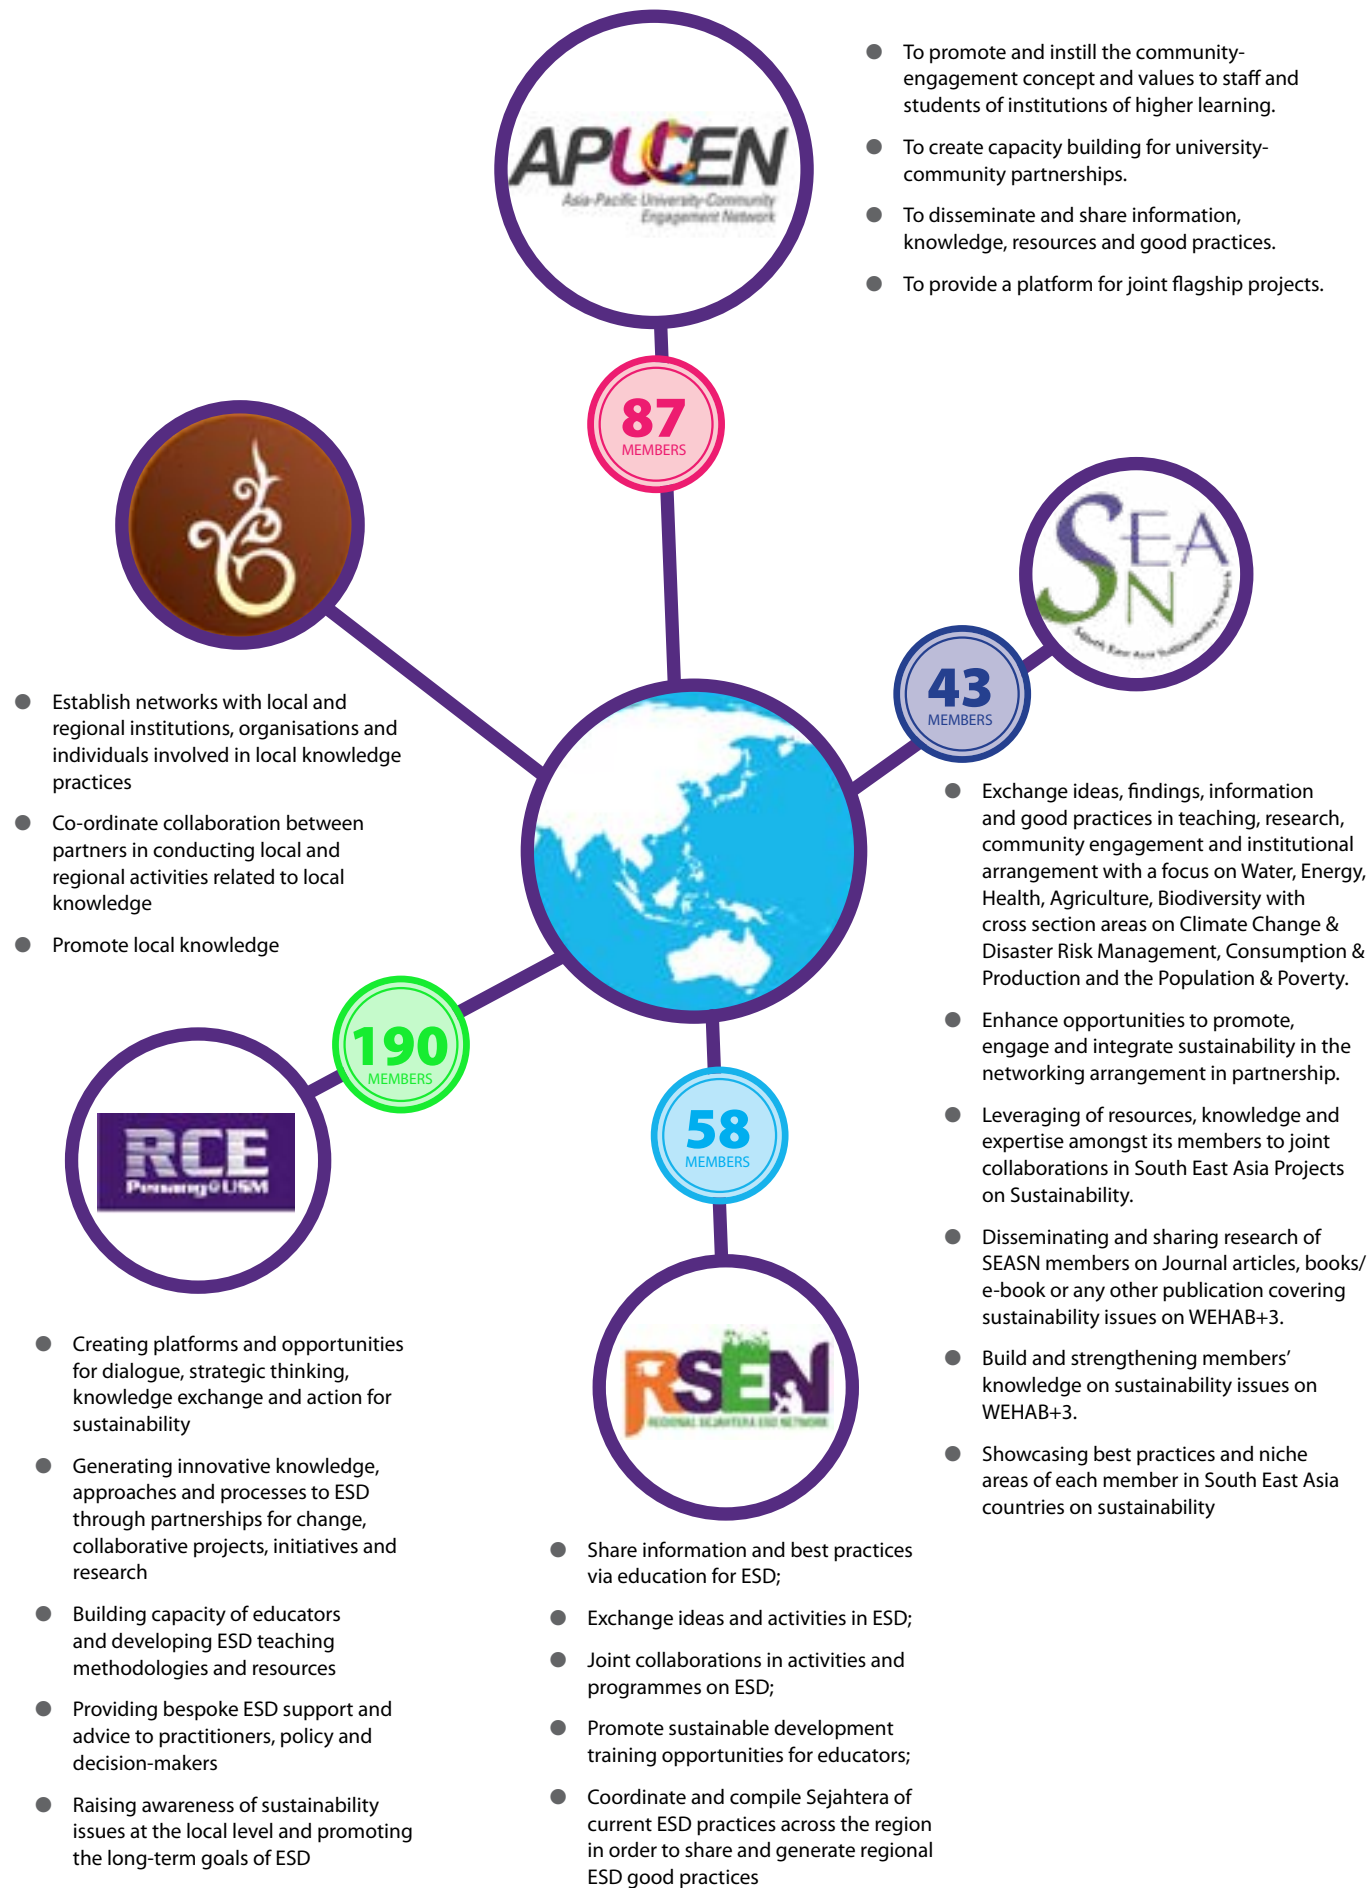 APUCEN
Asia-Pacific University-Community
Engagement Network
● To promote and instill the community-
engagement concept and values to staff and
students of institutions of higher learning.
● To create capacity building for university-
community partnerships.
● To disseminate and share information,
knowledge, resources and good practices.
● To provide a platform for joint flagship projects.
87
MEMBERS
● Establish networks with local and
regional institutions, organisations and
individuals involved in local knowledge
practices
● Co-ordinate collaboration between
partners in conducting local and
regional activities related to local
knowledge
● Promote local knowledge
SEA
SN
South East Asia Sustainability Network
43
MEMBERS
● Exchange ideas, findings, information
and good practices in teaching, research,
community engagement and institutional
arrangement with a focus on Water, Energy,
Health, Agriculture, Biodiversity with
cross section areas on Climate Change &
Disaster Risk Management, Consumption &
Production and the Population & Poverty.
● Enhance opportunities to promote,
engage and integrate sustainability in the
networking arrangement in partnership.
● Leveraging of resources, knowledge and
expertise amongst its members to joint
collaborations in South East Asia Projects
on Sustainability.
● Disseminating and sharing research of
SEASN members on Journal articles, books/
e-book or any other publication covering
sustainability issues on WEHAB+3.
● Build and strengthening members’
knowledge on sustainability issues on
WEHAB+3.
● Showcasing best practices and niche
areas of each member in South East Asia
countries on sustainability
190
MEMBERS
RCE
Penang@USM
● Creating platforms and opportunities
for dialogue, strategic thinking,
knowledge exchange and action for
sustainability
● Generating innovative knowledge,
approaches and processes to ESD
through partnerships for change,
collaborative projects, initiatives and
research
● Building capacity of educators
and developing ESD teaching
methodologies and resources
● Providing bespoke ESD support and
advice to practitioners, policy and
decision-makers
● Raising awareness of sustainability
issues at the local level and promoting
the long-term goals of ESD
58
MEMBERS
RSEN
REGIONAL SEJAHTERA ESD NETWORK
● Share information and best practices
via education for ESD;
● Exchange ideas and activities in ESD;
● Joint collaborations in activities and
programmes on ESD;
● Promote sustainable development
training opportunities for educators;
● Coordinate and compile Sejahtera of
current ESD practices across the region
in order to share and generate regional
ESD good practices